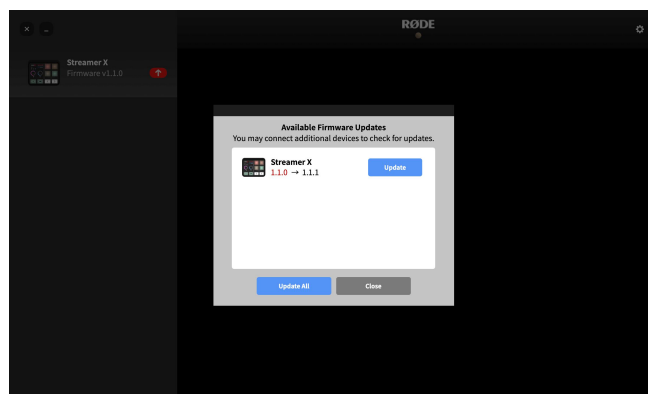 RØDE
Streamer X
Firmware v1.1.0
Available Firmware Updates
You may connect additional devices to check for updates.
Streamer X
1.1.0 → 1.1.1
Update
Update All
Close